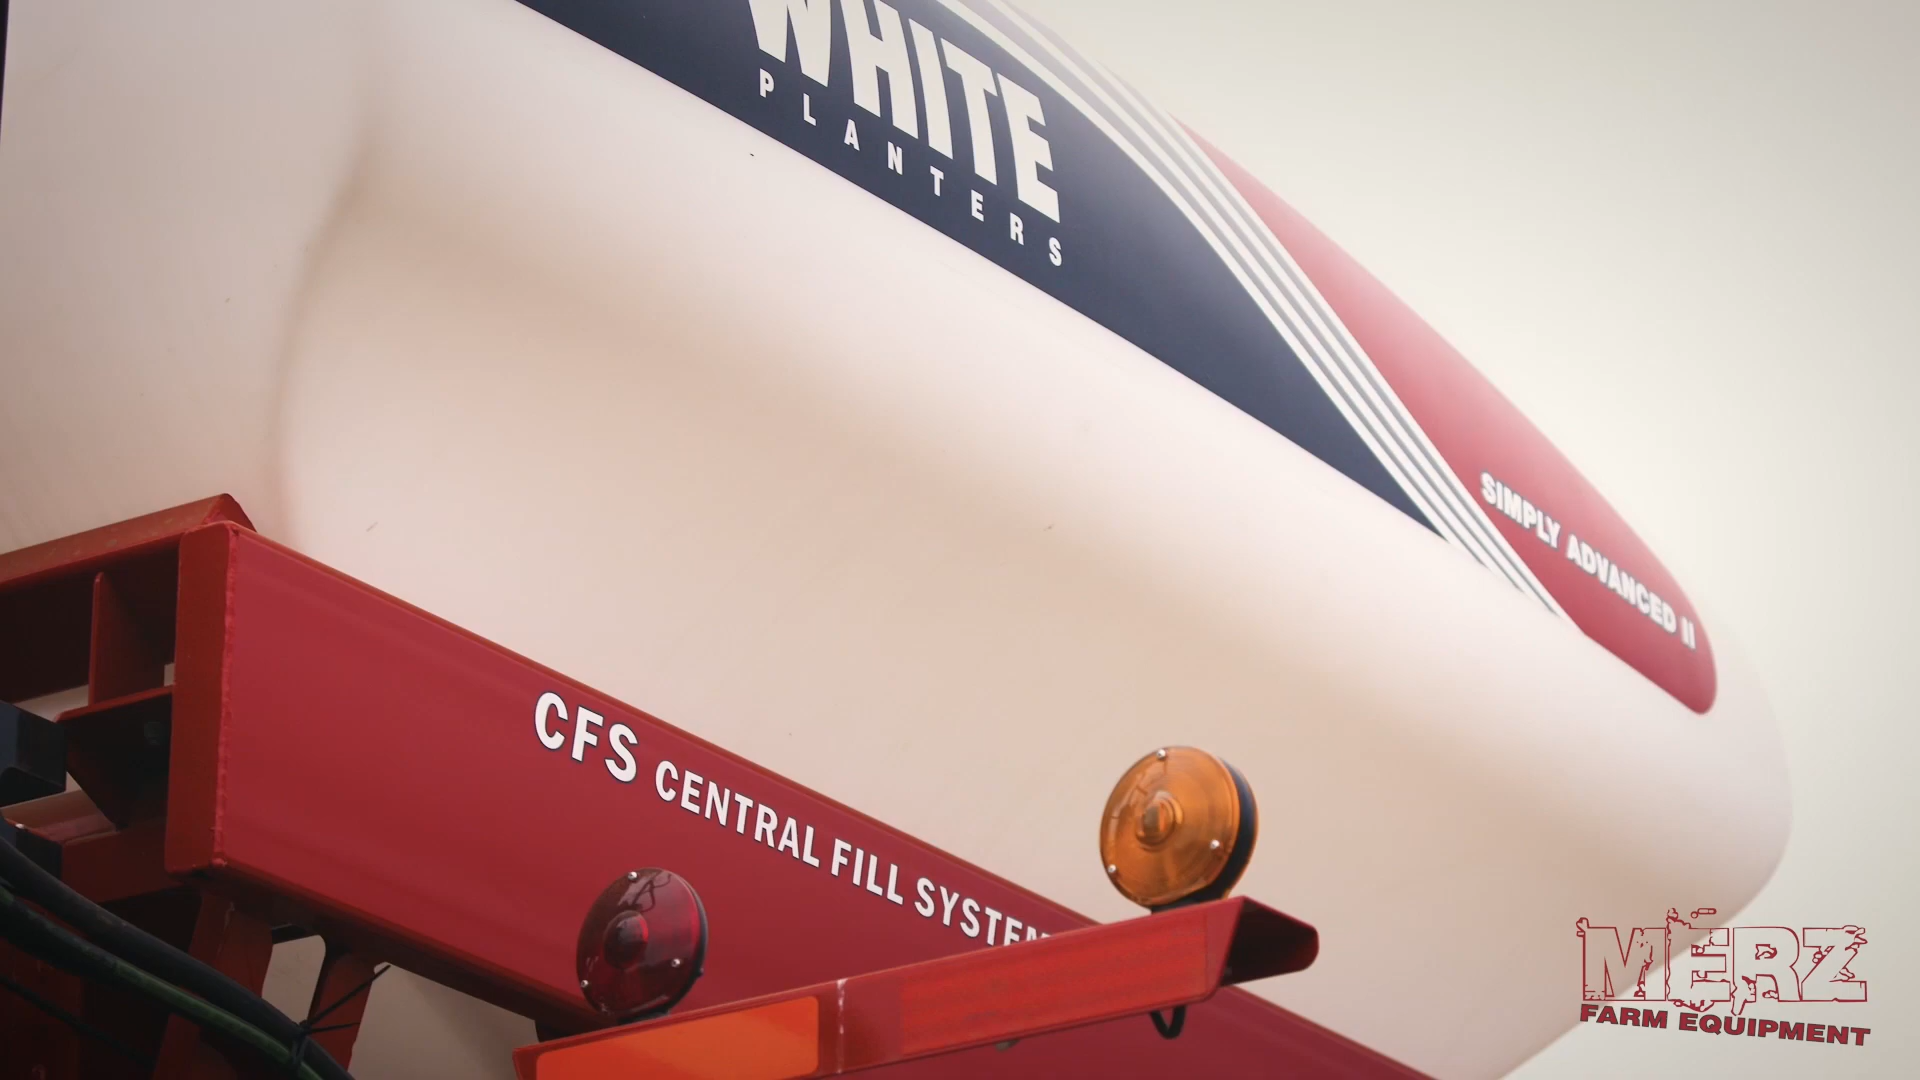 WHITE
PLANTERS
SIMPLY ADVANCED II
CFS CENTRAL FILL SYSTEM
MERZ
FARM EQUIPMENT